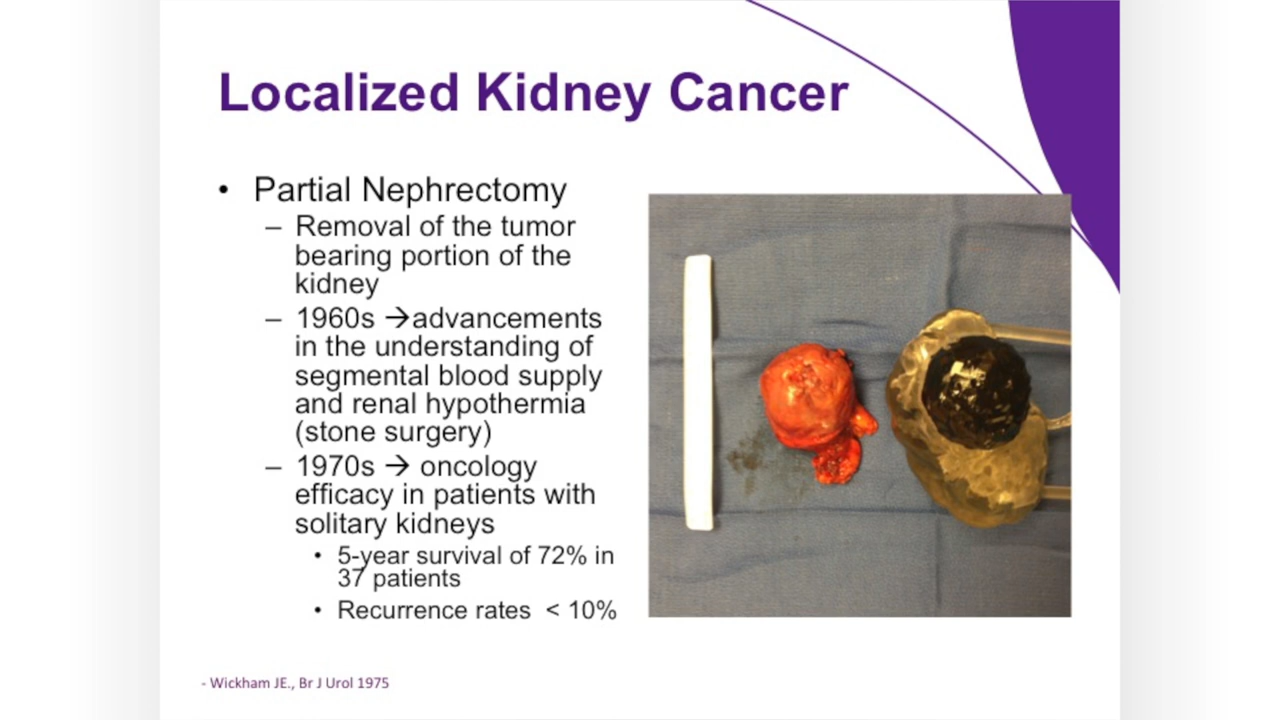 Localized Kidney Cancer
• Partial Nephrectomy
– Removal of the tumor
bearing portion of the
kidney
– 1960s →advancements
in the understanding of
segmental blood supply
and renal hypothermia
(stone surgery)
– 1970s → oncology
efficacy in patients with
solitary kidneys
• 5-year survival of 72% in
37 patients
• Recurrence rates < 10%
- Wickham JE., Br J Urol 1975